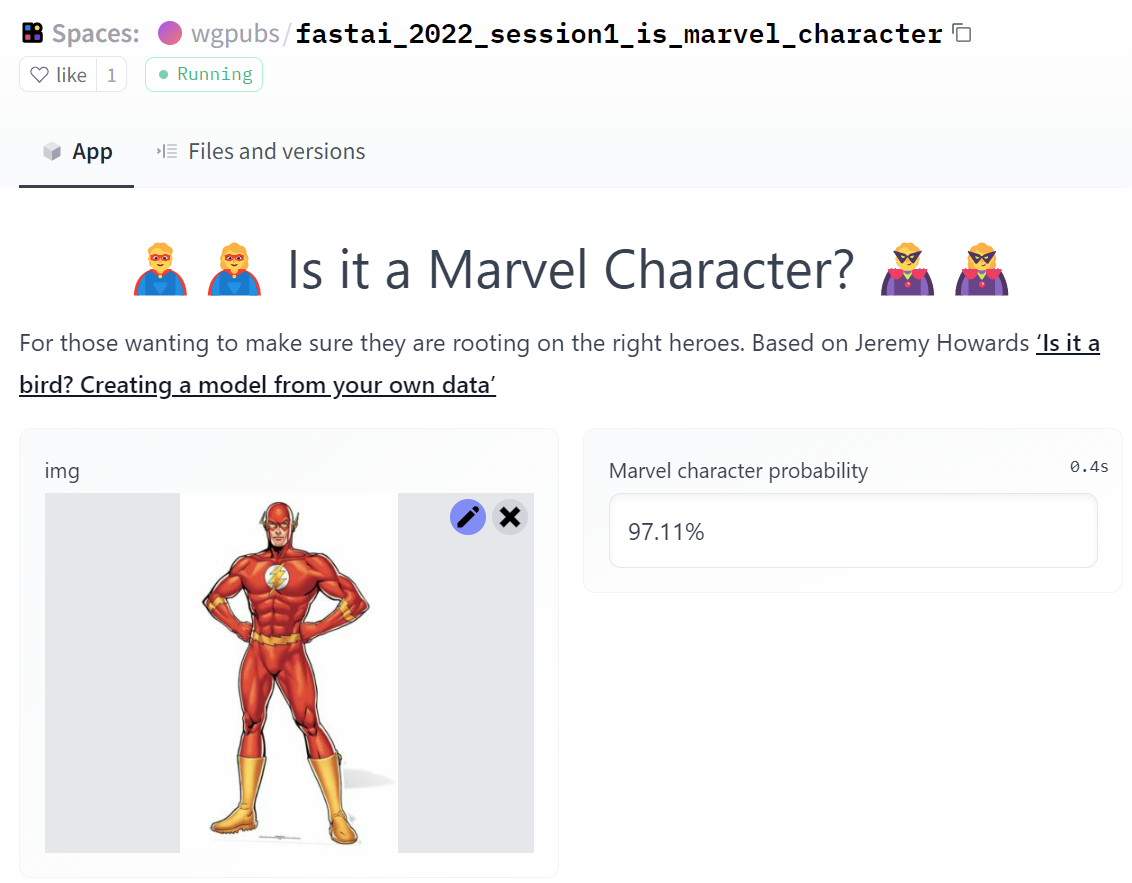 Spaces: wgpubs/fastai_2022_session1_is_marvel_character
like 1 Running
App Files and versions
Is it a Marvel Character?
For those wanting to make sure they are rooting on the right heroes. Based on Jeremy Howards ‘Is it a
bird? Creating a model from your own data’
img
Marvel character probability 0.4s
97.11%